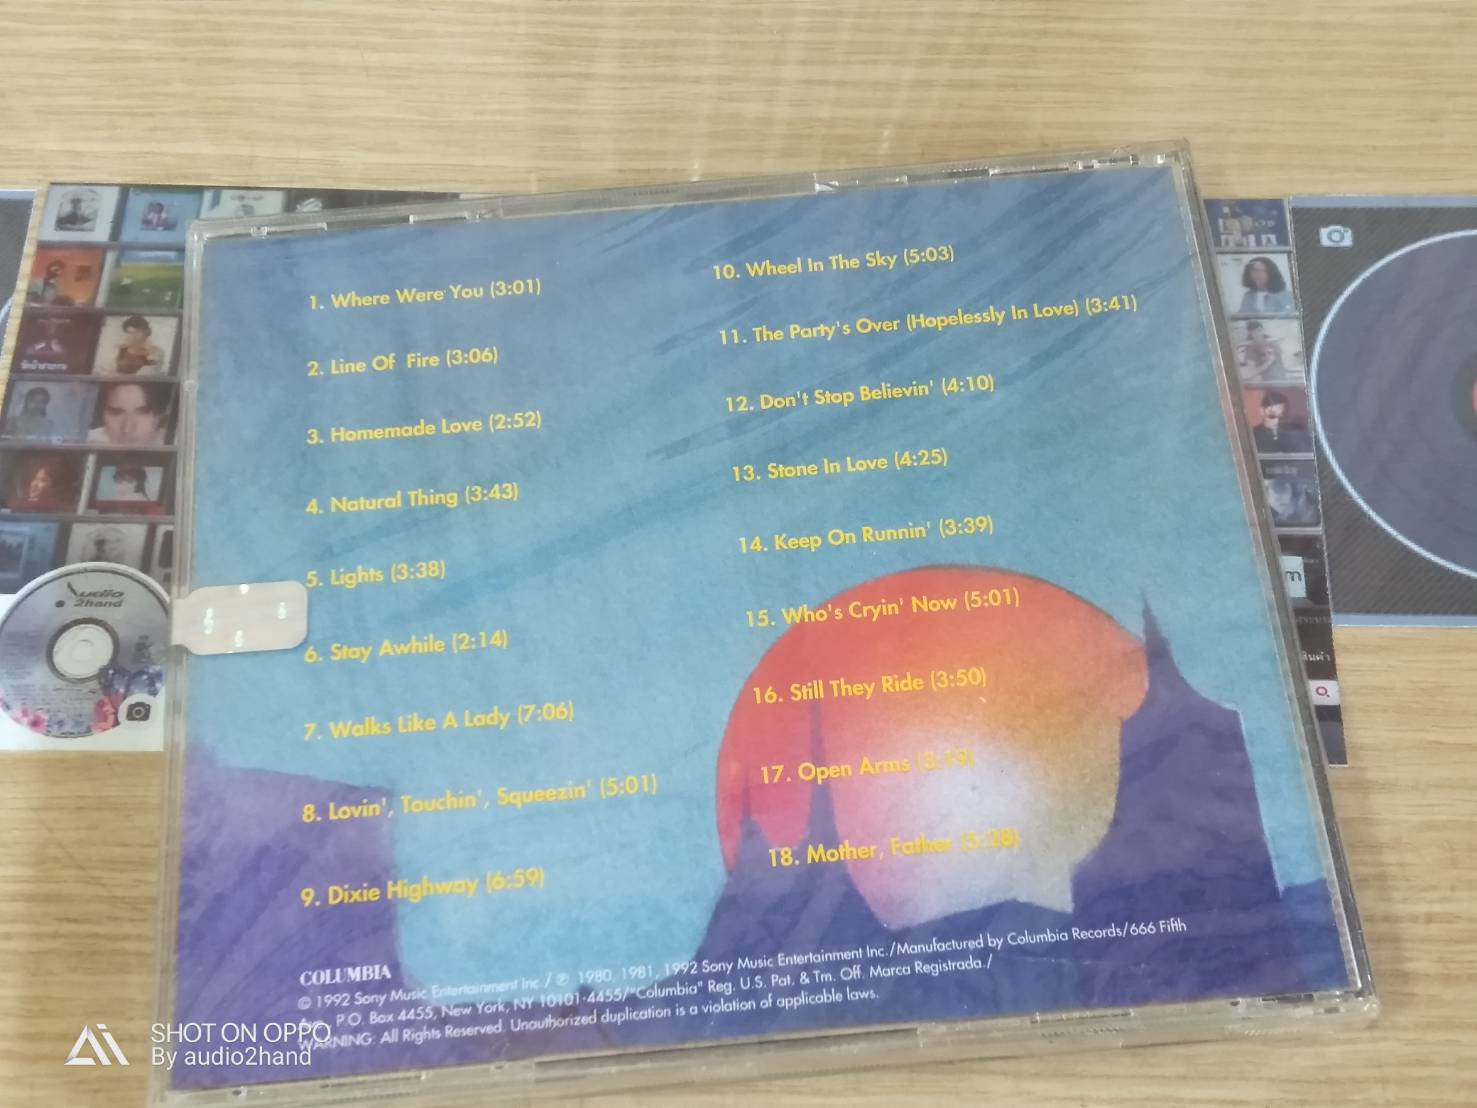 1. Where Were You (3:01)
2. Line Of Fire (3:06)
3. Homemade Love (2:52)
4. Natural Thing (3:43)
5. Lights (3:38)
6. Stay Awhile (2:14)
7. Walks Like A Lady (7:06)
8. Lovin', Touchin', Squeezin' (5:01)
9. Dixie Highway (6:59)
10. Wheel In The Sky (5:03)
11. The Party's Over (Hopelessly In Love) (3:41)
12. Don't Stop Believin' (4:10)
13. Stone In Love (4:25)
14. Keep On Runnin' (3:39)
15. Who's Cryin' Now (5:01)
16. Still They Ride (3:50)
17. Open Arms (3:19)
18. Mother, Father (5:28)
COLUMBIA
© 1992 Sony Music Entertainment Inc./ ℗ 1980, 1981, 1992 Sony Music Entertainment Inc./Manufactured by Columbia Records/666 Fifth
P.O. Box 4455, New York, NY 10101-4455/"Columbia" Reg. U.S. Pat. & Tm. Off. Marca Registrada./
WARNING: All Rights Reserved. Unauthorized duplication is a violation of applicable laws.
Audio
2hand
SHOT ON OPPO
By audio2hand